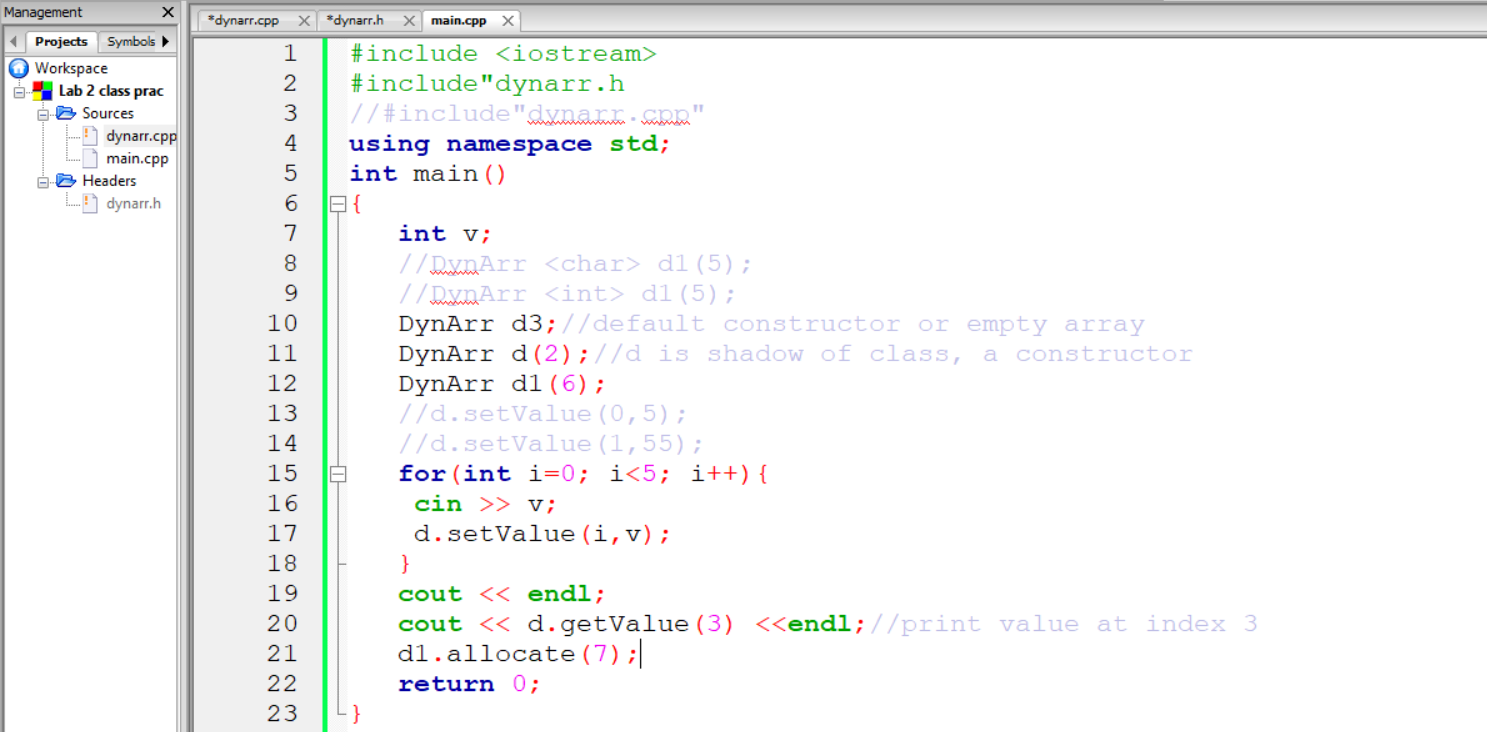 Management
Projects Symbols
Workspace
Lab 2 class prac
Sources
dynarr.cpp
main.cpp
Headers
dynarr.h
*dynarr.cpp *dynarr.h main.cpp
1 #include <iostream>
2 #include"dynarr.h
3 //#include"dynarr.cpp"
4 using namespace std;
5 int main()
6 {
7 int v;
8 //DynArr <char> d1(5);
9 //DynArr <int> d1(5);
10 DynArr d3;//default constructor or empty array
11 DynArr d(2);//d is shadow of class, a constructor
12 DynArr d1(6);
13 //d.setValue(0,5);
14 //d.setValue(1,55);
15 for(int i=0; i<5; i++){
16 cin >> v;
17 d.setValue(i,v);
18 }
19 cout << endl;
20 cout << d.getValue(3) <<endl;//print value at index 3
21 d1.allocate(7);
22 return 0;
23 }